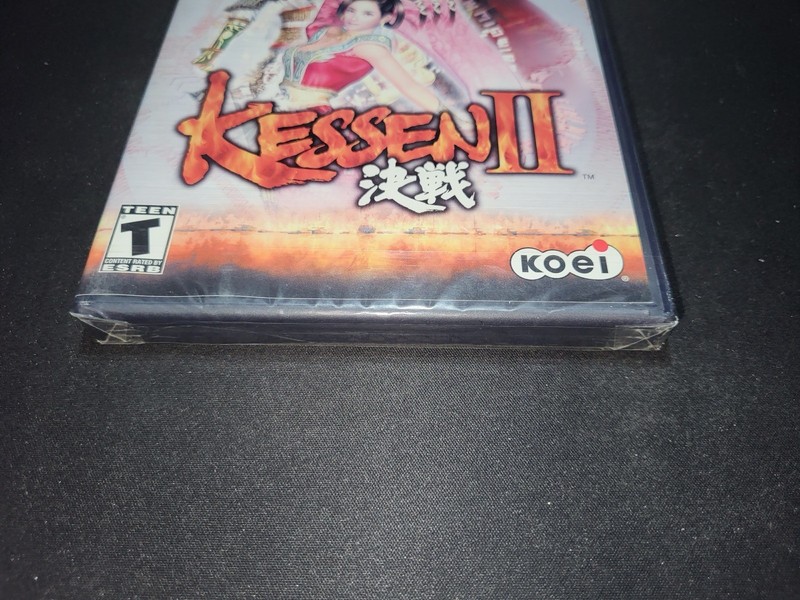 KESSEN II
TM
決戦
TEEN
T
CONTENT RATED BY
ESRB
KOEI
®